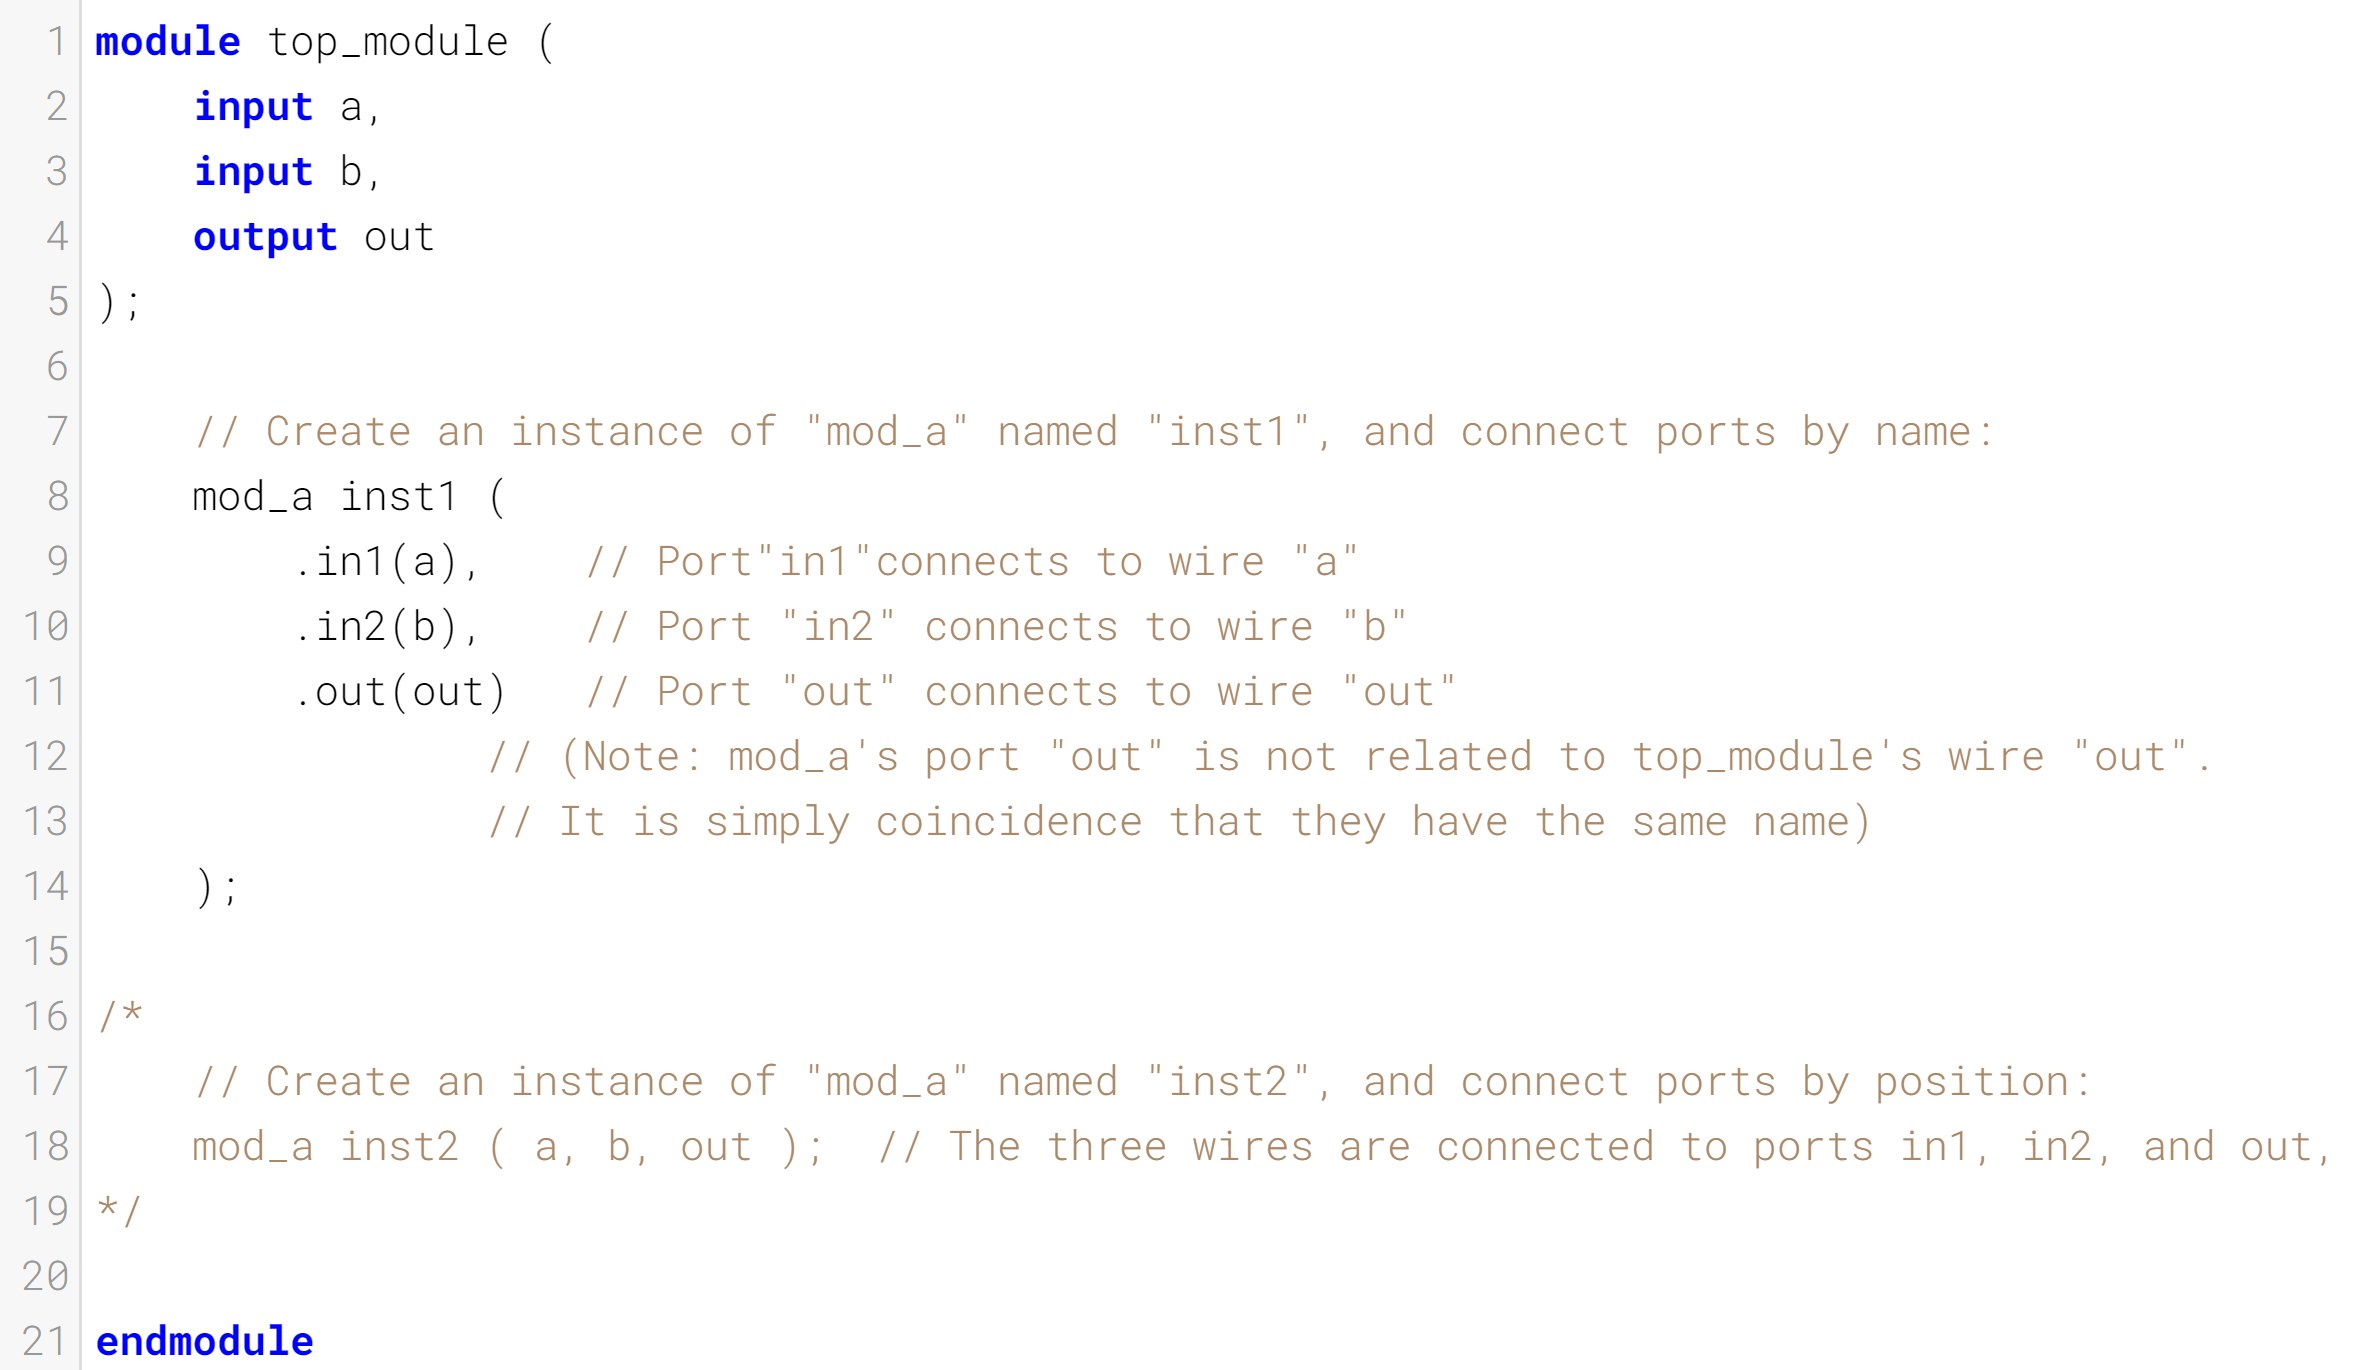 1 module top_module (
2     input a,
3     input b,
4     output out
5 );
6
7     // Create an instance of "mod_a" named "inst1", and connect ports by name:
8     mod_a inst1 (
9         .in1(a),    // Port"in1"connects to wire "a"
10         .in2(b),    // Port "in2" connects to wire "b"
11         .out(out)   // Port "out" connects to wire "out"
12                 // (Note: mod_a's port "out" is not related to top_module's wire "out".
13                 // It is simply coincidence that they have the same name)
14     );
15
16 /*
17     // Create an instance of "mod_a" named "inst2", and connect ports by position:
18     mod_a inst2 ( a, b, out );  // The three wires are connected to ports in1, in2, and out,
19 */
20
21 endmodule